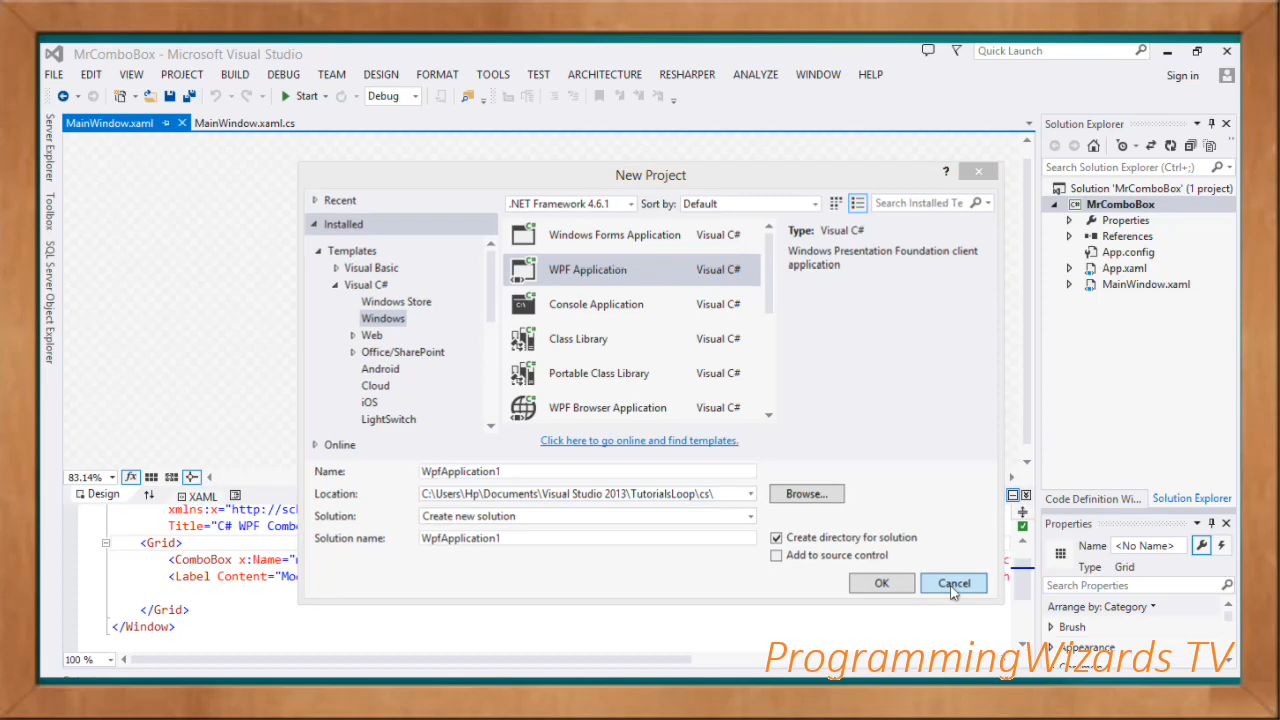 MrComboBox - Microsoft Visual Studio
Quick Launch
FILE EDIT VIEW PROJECT BUILD DEBUG TEAM DESIGN FORMAT TOOLS TEST ARCHITECTURE RESHARPER ANALYZE WINDOW HELP
Sign in
Start
Debug
Server Explorer
Toolbox
SQL Server Object Explorer
MainWindow.xaml
MainWindow.xaml.cs
New Project
?
Recent
Installed
.NET Framework 4.6.1
Sort by:
Default
Search Installed Te
Templates
Visual Basic
Visual C#
Windows Store
Windows
Web
Office/SharePoint
Android
Cloud
iOS
LightSwitch
Online
Windows Forms Application Visual C#
WPF Application Visual C#
Console Application Visual C#
Class Library Visual C#
Portable Class Library Visual C#
WPF Browser Application Visual C#
Click here to go online and find templates.
Type: Visual C#
Windows Presentation Foundation client
application
Name: WpfApplication1
Location: C:\Users\Hp\Documents\Visual Studio 2013\TutorialsLoop\cs\
Browse...
Solution: Create new solution
Solution name: WpfApplication1
Create directory for solution
Add to source control
OK
Cancel
83.14%
fx
Design
XAML
xmlns:x="http://sch
Title="C# WPF Combo
<Grid>
<ComboBox x:Name="
<Label Content="Mo
</Grid>
</Window>
100 %
Solution Explorer
Search Solution Explorer (Ctrl+;)
Solution 'MrComboBox' (1 project)
MrComboBox
Properties
References
App.config
App.xaml
MainWindow.xaml
Code Definition Wi...
Solution Explorer
Properties
Name <No Name>
Type Grid
Search Properties
Arrange by: Category
Brush
Appearance
Common
ProgrammingWizards TV